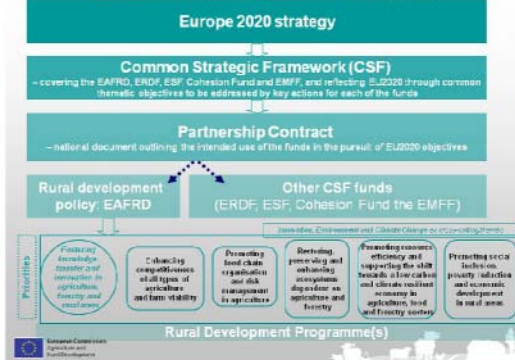 Europe 2020 strategy
Common Strategic Framework (CSF)
– covering the EAFRD, ERDF, ESF, Cohesion Fund and EMFF, and reflecting EU2020 through common
thematic objectives to be addressed by key actions for each of the funds
Partnership Contract
– national document outlining the intended use of the funds in the pursuit of EU2020 objectives
Rural development
policy: EAFRD
Other CSF funds
(ERDF, ESF, Cohesion Fund the EMFF)
Innovation, Environment and Climate Change as cross-cutting themes
Priorities
Fostering
knowledge
transfer and
innovation in
agriculture,
forestry and
rural areas
Enhancing
competitiveness
of all types of
agriculture
and farm viability
Promoting
food chain
organisation
and risk
management
in agriculture
Restoring,
preserving and
enhancing
ecosystems
dependent on
agriculture and
forestry
Promoting resource
efficiency and
supporting the shift
towards a low carbon
and climate resilient
economy in
agriculture, food
and forestry sectors
Promoting social
inclusion,
poverty reduction
and economic
development
in rural areas
Rural Development Programme(s)
European Commission
Agriculture and
Rural Development